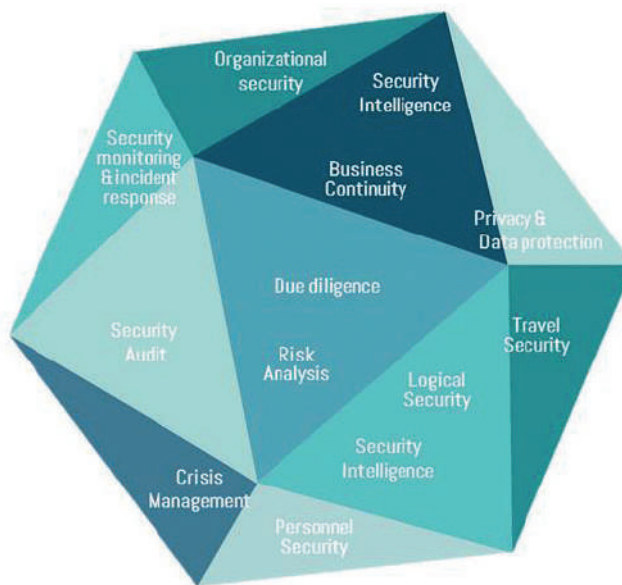 Organizational
security
Security
Intelligence
Security
monitoring
& incident
response
Business
Continuity
Privacy &
Data protection
Due diligence
Security
Audit
Travel
Security
Risk
Analysis
Logical
Security
Security
Intelligence
Crisis
Management
Personnel
Security